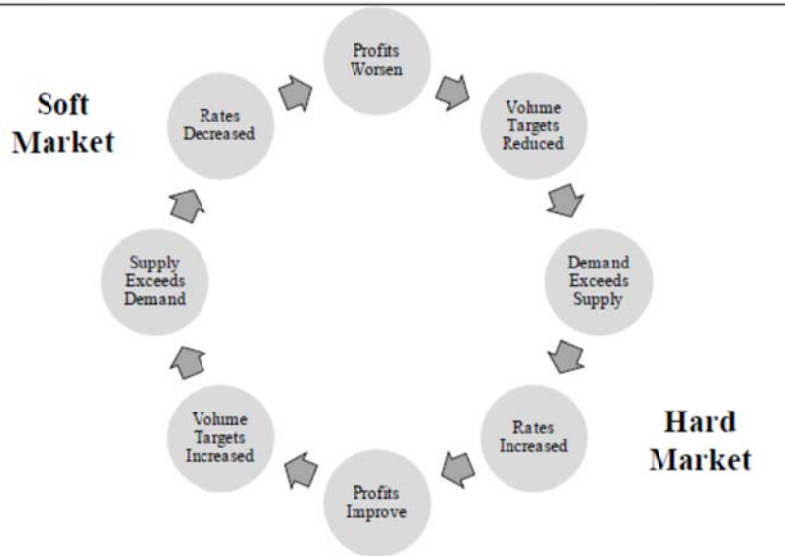 Soft
Market
Profits
Worsen
Volume
Targets
Reduced
Demand
Exceeds
Supply
Rates
Increased
Hard
Market
Profits
Improve
Volume
Targets
Increased
Supply
Exceeds
Demand
Rates
Decreased